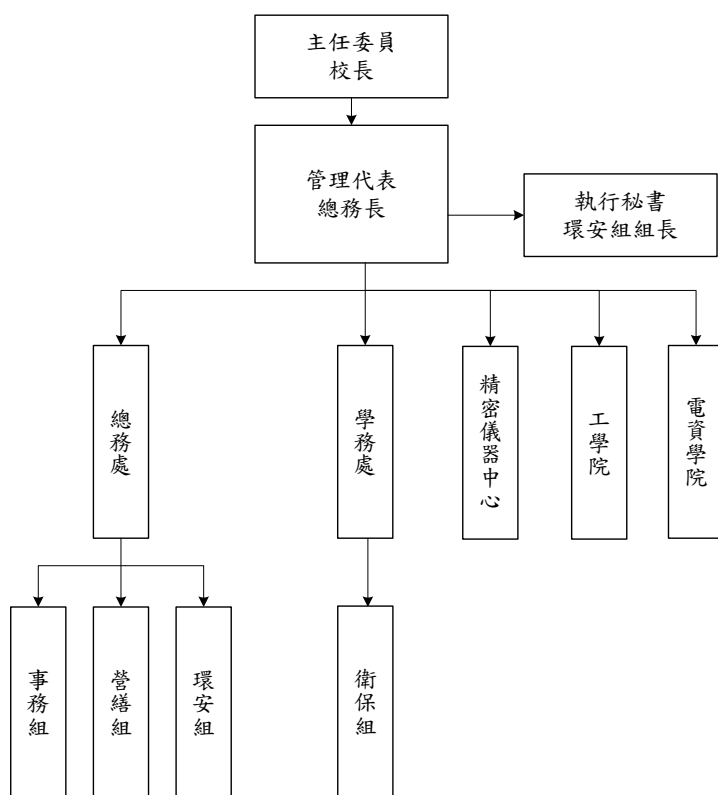 主任委員
校長
管理代表
總務長
執行秘書
環安組組長
總務處
學務處
精密儀器中心
工學院
電資學院
事務組
營繕組
環安組
衛保組